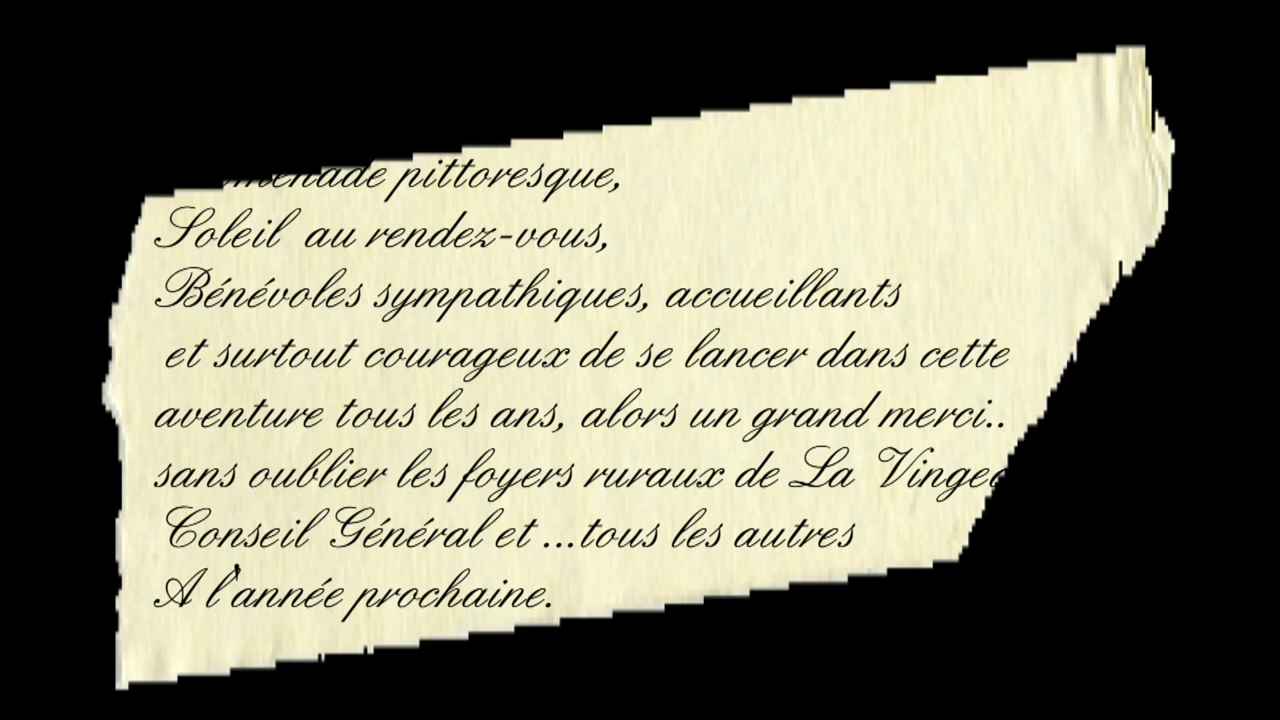 pittoresque,
Soleil au rendez-vous,
Bénévoles sympathiques, accueillants
et surtout courageux de se lancer dans cette
aventure tous les ans, alors un grand merci..
sans oublier les foyers ruraux de La
Conseil Général et ...tous les autres
A l'année prochaine.